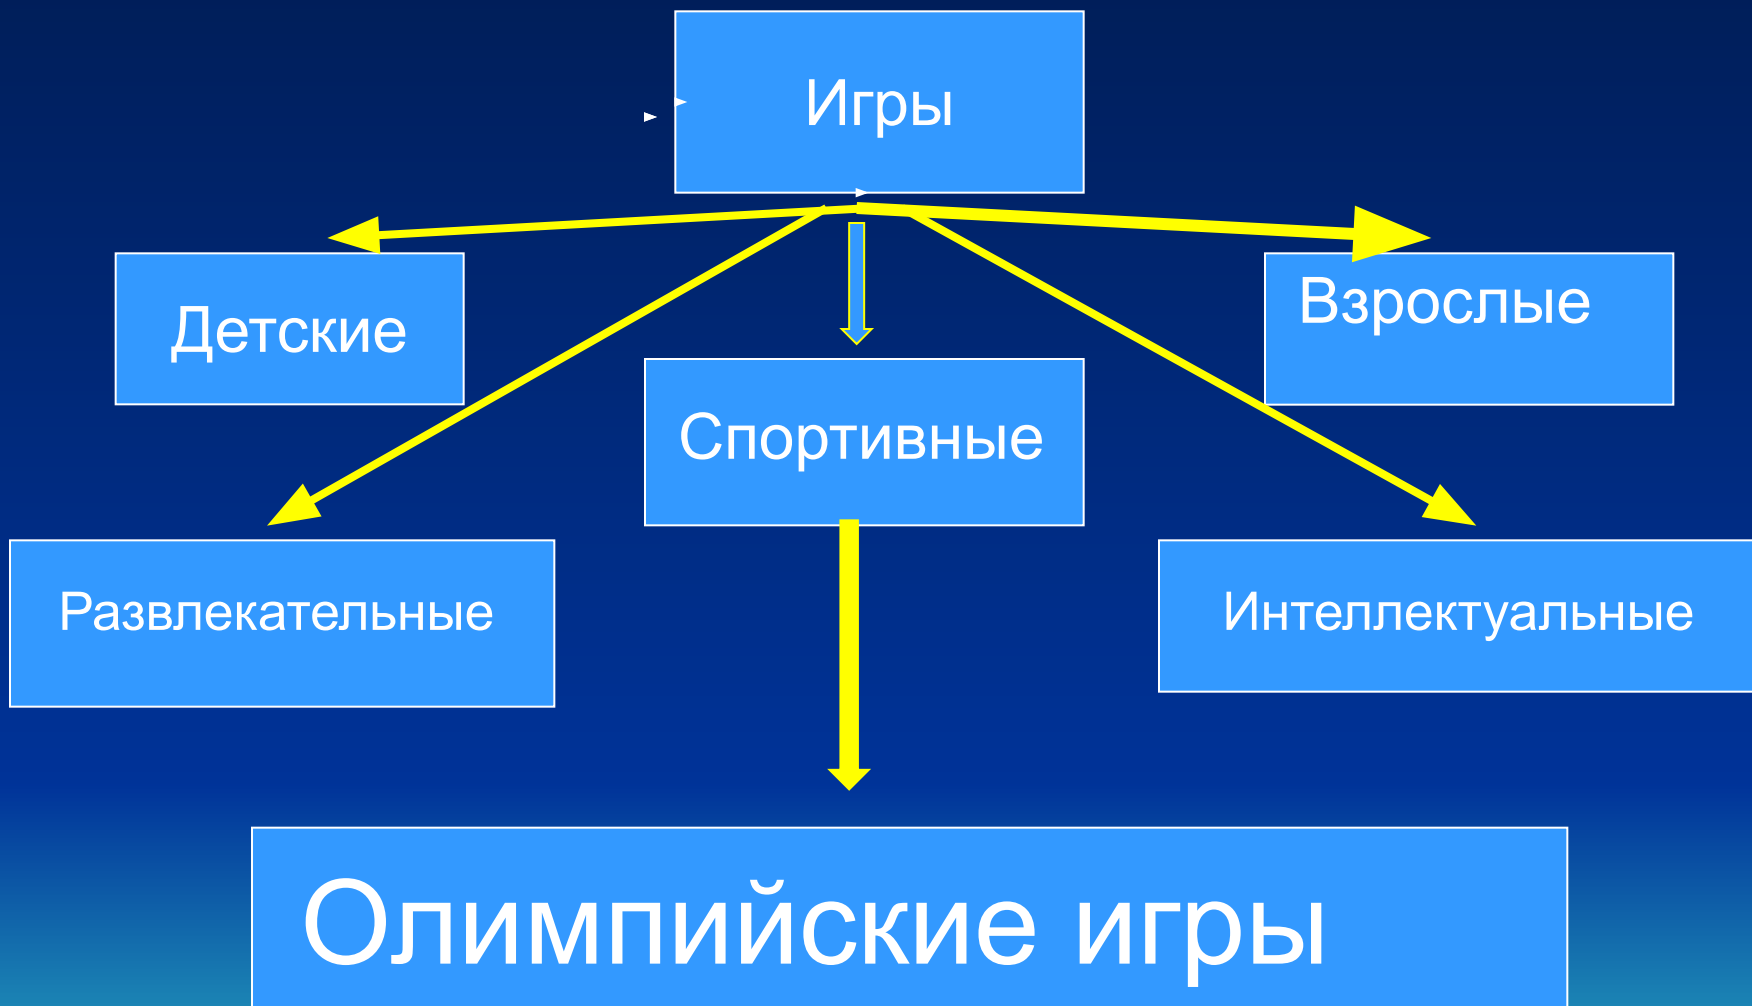 Игры
Детские
Взрослые
Спортивные
Развлекательные
Интеллектуальные
Олимпийские игры